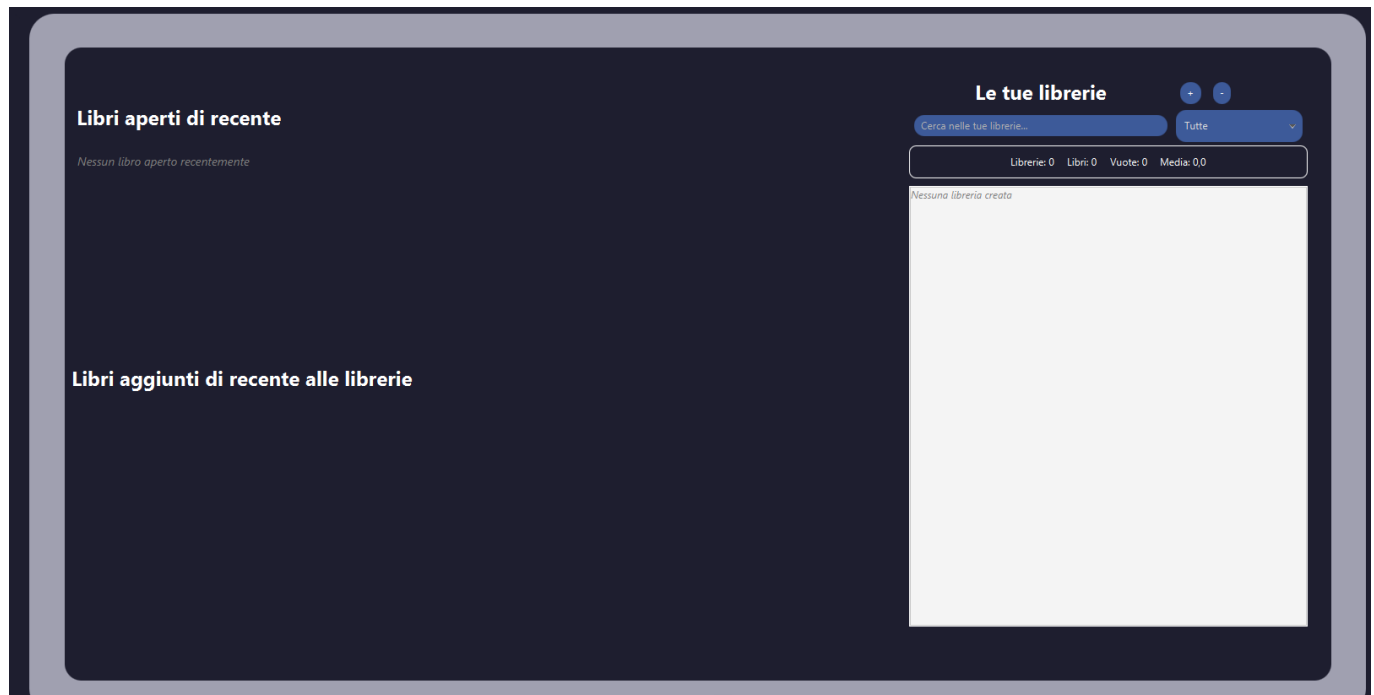 Libri aperti di recente
Nessun libro aperto recentemente
Libri aggiunti di recente alle librerie
Le tue librerie + -
Cerca nelle tue librerie... Tutte
Librerie: 0 Libri: 0 Vuote: 0 Media: 0,0
Nessuna libreria creata